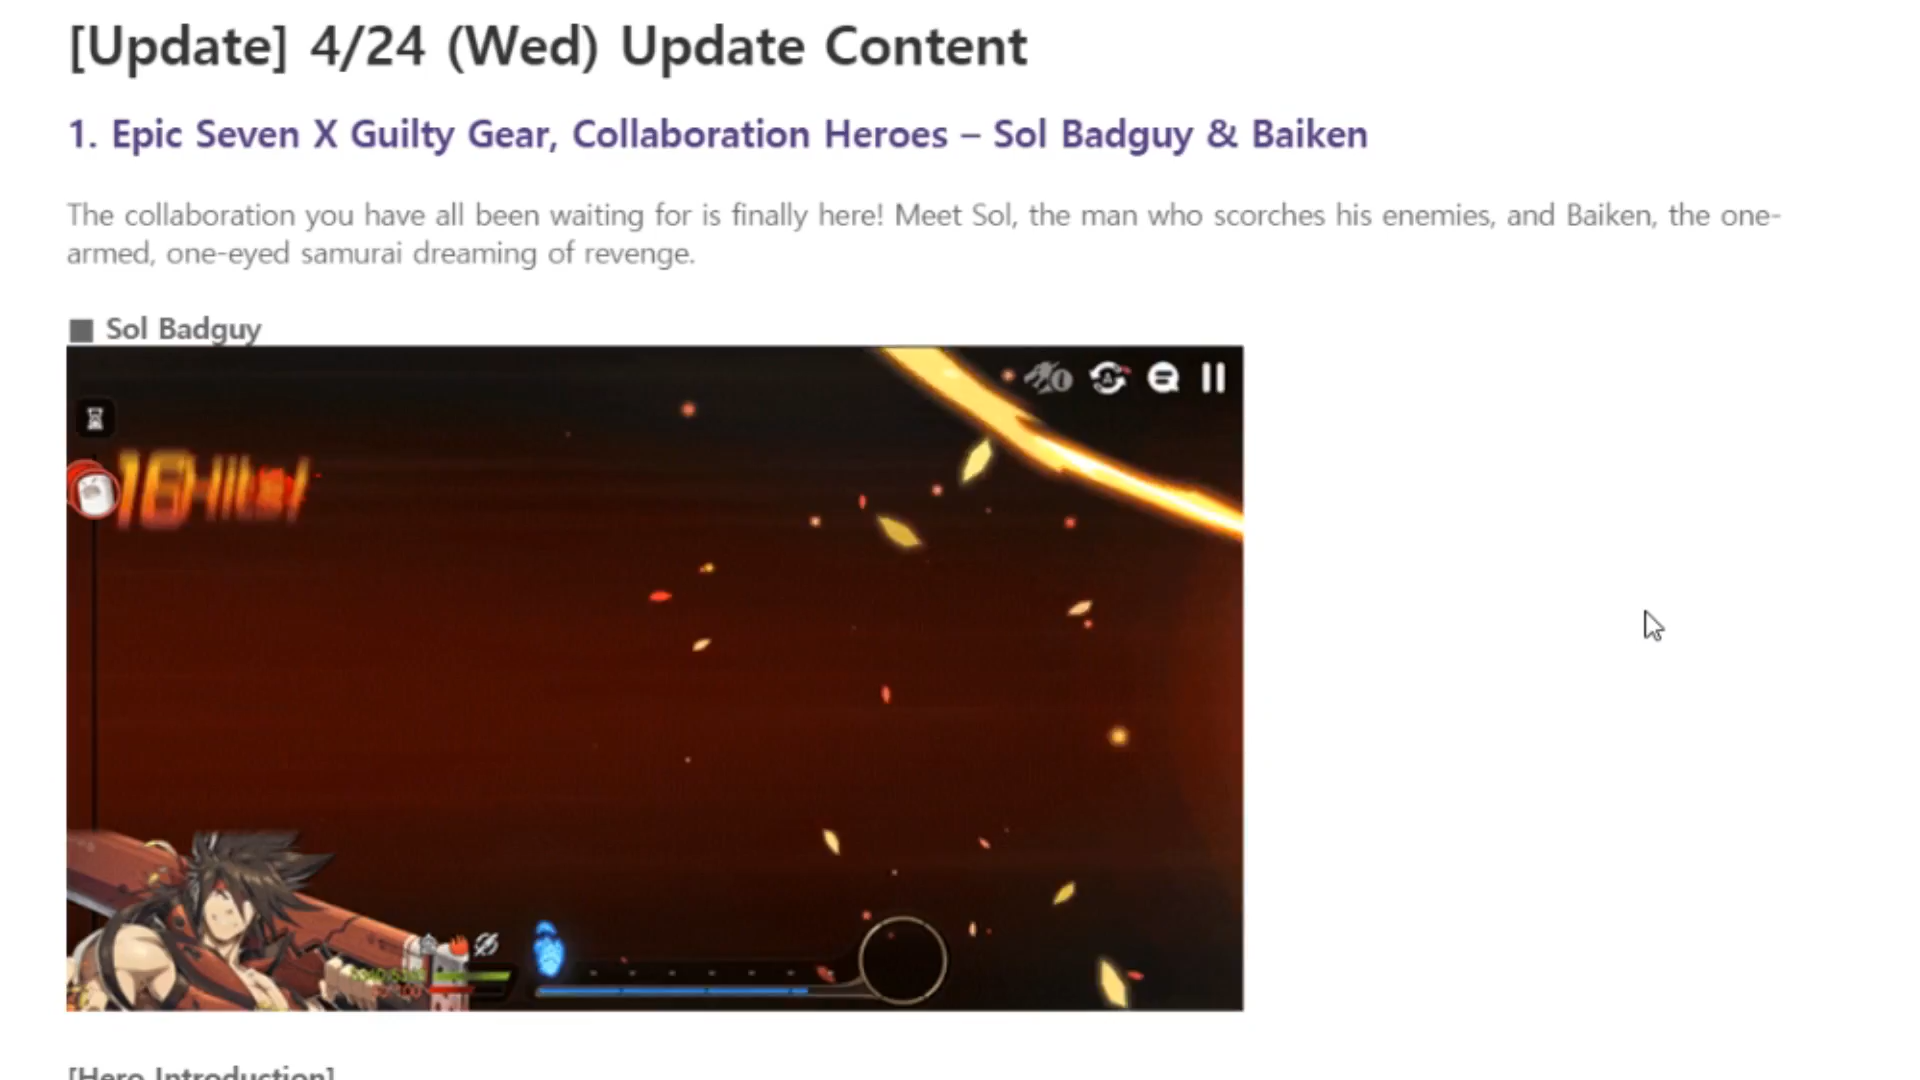 [Update] 4/24 (Wed) Update Content
1. Epic Seven X Guilty Gear, Collaboration Heroes – Sol Badguy & Baiken
The collaboration you have all been waiting for is finally here! Meet Sol, the man who scorches his enemies, and Baiken, the one-
armed, one-eyed samurai dreaming of revenge.
■ Sol Badguy
[Hero Introduction]